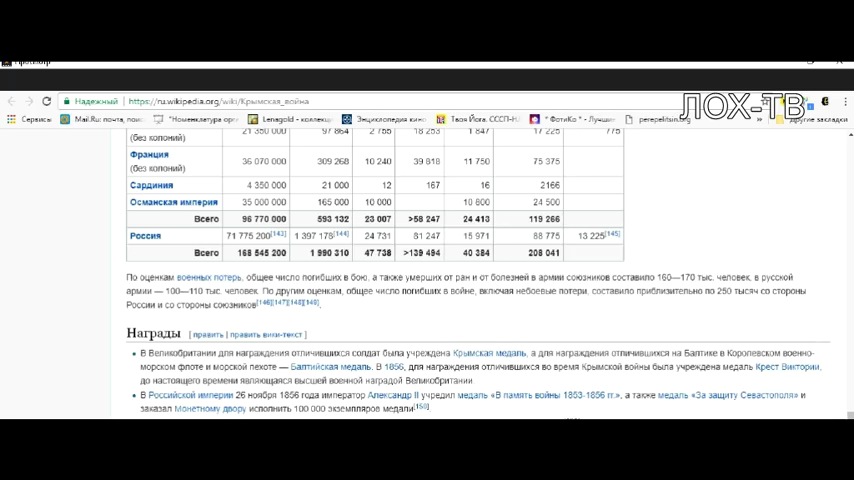 Надежный https://ru.wikipedia.org/wiki/Крымская_война
ЛОХ-ТВ
Сервисы Mail.Ru: почта, поис "Номенклатура орг Lenagold - коллекц Энциклопедия кини Твоя Йога. СССП-Н * ФотиКо * - Лучши perepelitsin.org » Другие закладки
(без колоний) 21 350 000 97 864 2 755 18 253 1 847 17 225 775
Франция
(без колоний) 36 070 000 309 268 10 240 39 818 11 750 75 375
Сардиния 4 350 000 21 000 12 167 16 2166
Османская империя 35 000 000 165 000 10 000 10 800 24 500
Всего 96 770 000 593 132 23 007 >58 247 24 413 119 266
Россия 71 775 200[143] 1 397 178[144] 24 731 81 247 15 971 88 775 13 225[145]
Всего 168 545 200 1 990 310 47 738 >139 494 40 384 208 041
По оценкам военных потерь, общее число погибших в бою, а также умерших от ран и от болезней в армии союзников составило 160—170 тыс. человек, в русской
армии — 100—110 тыс. человек. По другим оценкам, общее число погибших в войне, включая небоевые потери, составило приблизительно по 250 тысяч со стороны
России и со стороны союзников
Награды [ править | править вики-текст ]
В Великобритании для награждения отличившихся солдат была учреждена Крымская медаль, а для награждения отличившихся на Балтике в Королевском военно-
морском флоте и морской пехоте — Балтийская медаль. В 1856, для награждения отличившихся во время Крымской войны была учреждена медаль Крест Виктории,
до настоящего времени являющаяся высшей военной наградой Великобритании.
В Российской империи 26 ноября 1856 года император Александр II учредил медаль «В память войны 1853-1856 гг.», а также медаль «За защиту Севастополя» и
заказал Монетному двору исполнить 100 000 экземпляров медали[150].